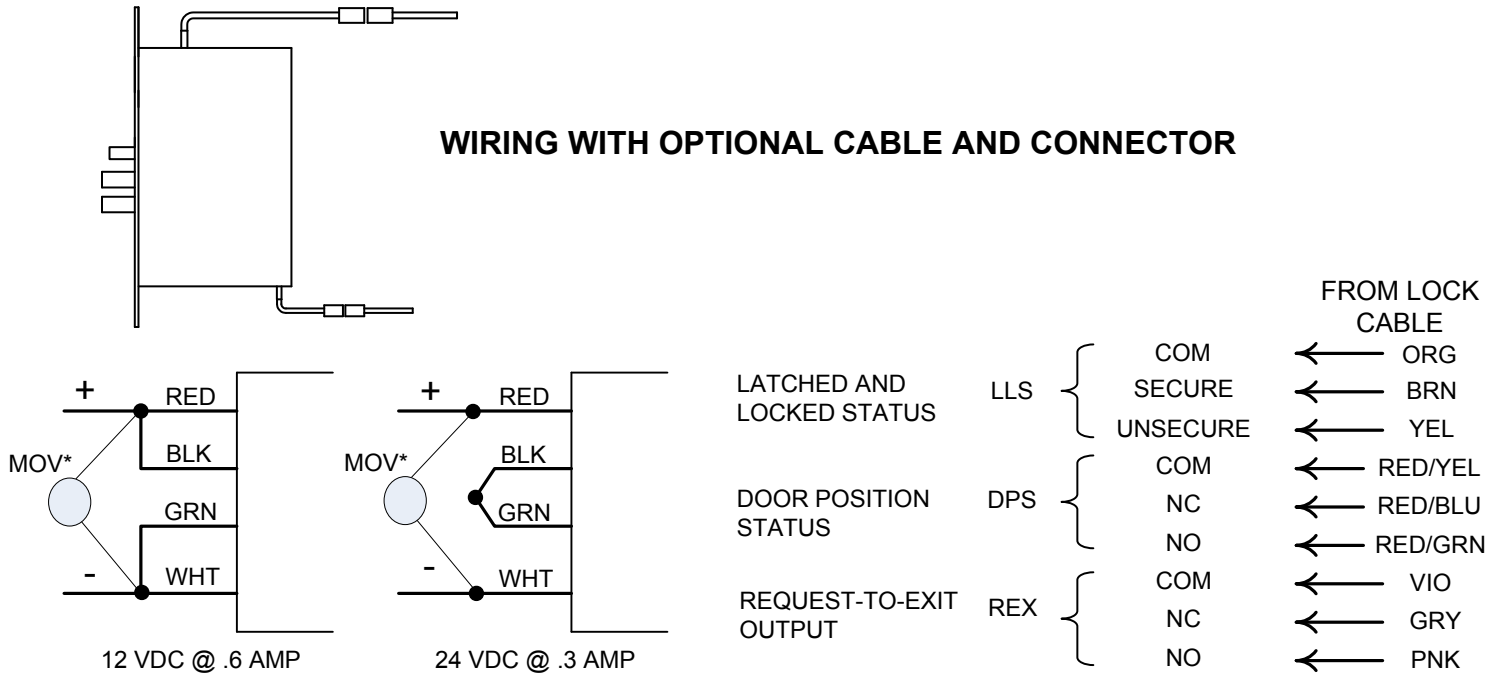 WIRING WITH OPTIONAL CABLE AND CONNECTOR
+
RED
BLK
MOV*
GRN
-
WHT
12 VDC @ .6 AMP
+
RED
BLK
MOV*
GRN
-
WHT
24 VDC @ .3 AMP
FROM LOCK
CABLE
LATCHED AND
LOCKED STATUS
LLS
COM
ORG
SECURE
BRN
UNSECURE
YEL
DOOR POSITION
STATUS
DPS
COM
RED/YEL
NC
RED/BLU
NO
RED/GRN
REQUEST-TO-EXIT
OUTPUT
REX
COM
VIO
NC
GRY
NO
PNK